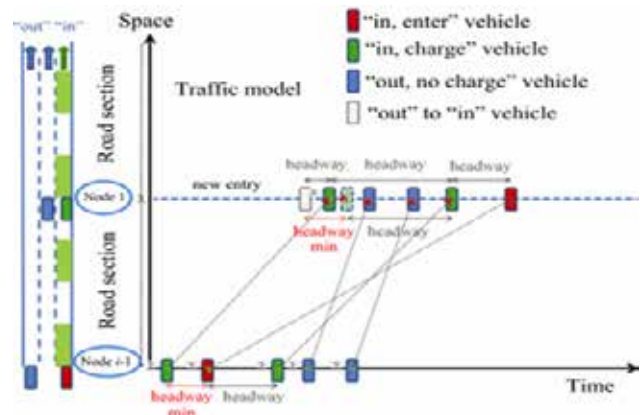 "out" "in"
Space
"in, enter" vehicle
"in, charge" vehicle
"out, no charge" vehicle
"out" to "in" vehicle
Traffic model
Road section
headway
headway
headway
new entry
Node 1
headway
min
headway
Road section
Node i-1
headway
min
headway
Time